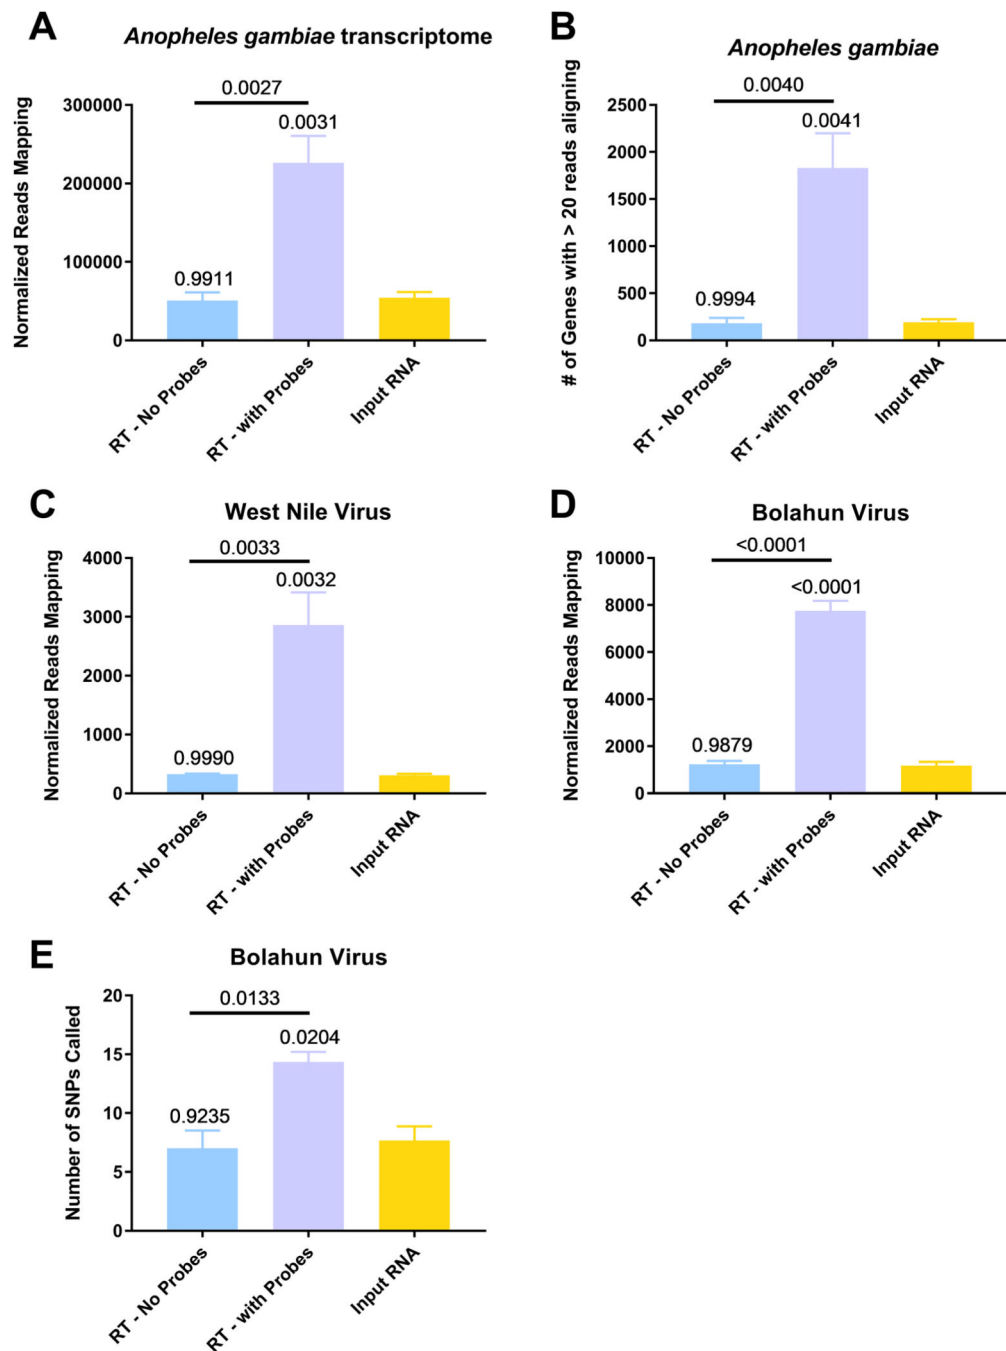 A
Anopheles gambiae transcriptome
Normalized Reads Mapping
300000
200000
100000
0
0.0027
0.0031
0.9911
RT - No Probes
RT - with Probes
Input RNA
B
Anopheles gambiae
# of Genes with > 20 reads aligning
2500
2000
1500
1000
500
0
0.0040
0.0041
0.9994
RT - No Probes
RT - with Probes
Input RNA
C
West Nile Virus
Normalized Reads Mapping
4000
3000
2000
1000
0
0.0033
0.0032
0.9990
RT - No Probes
RT - with Probes
Input RNA
D
Bolahun Virus
Normalized Reads Mapping
10000
8000
6000
4000
2000
0
<0.0001
<0.0001
0.9879
RT - No Probes
RT - with Probes
Input RNA
E
Bolahun Virus
Number of SNPs Called
20
15
10
5
0
0.0133
0.0204
0.9235
RT - No Probes
RT - with Probes
Input RNA